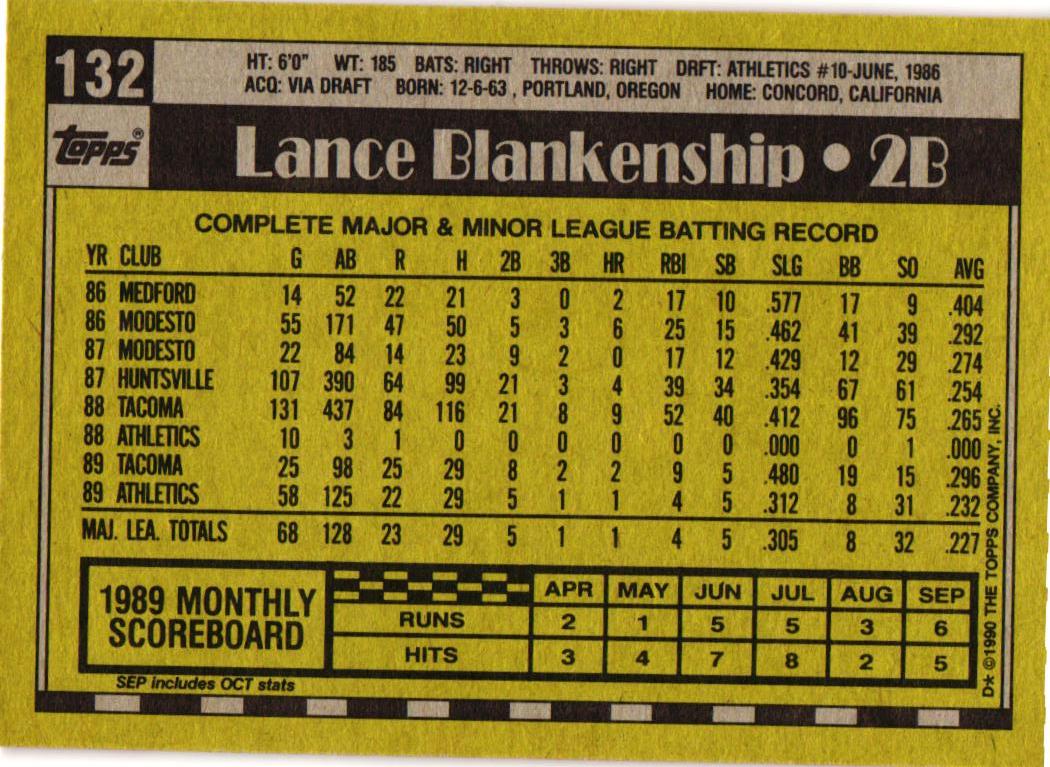 132
HT: 6'0" WT: 185 BATS: RIGHT THROWS: RIGHT DRFT: ATHLETICS #10-JUNE, 1986
ACQ: VIA DRAFT BORN: 12-6-63 , PORTLAND, OREGON HOME: CONCORD, CALIFORNIA
topps®
Lance Blankenship • 2B
COMPLETE MAJOR & MINOR LEAGUE BATTING RECORD
YR CLUB G AB R H 2B 3B HR RBI SB SLG BB SO AVG
86 MEDFORD 14 52 22 21 3 0 2 17 10 .577 17 9 .404
86 MODESTO 55 171 47 50 5 3 6 25 15 .462 41 39 .292
87 MODESTO 22 84 14 23 9 2 0 17 12 .429 12 29 .274
87 HUNTSVILLE 107 390 64 99 21 3 4 39 34 .354 67 61 .254
88 TACOMA 131 437 84 116 21 8 9 52 40 .412 96 75 .265
88 ATHLETICS 10 3 1 0 0 0 0 0 0 .000 0 1 .000
89 TACOMA 25 98 25 29 8 2 2 9 5 .480 19 15 .296
89 ATHLETICS 58 125 22 29 5 1 1 4 5 .312 8 31 .232
MAJ. LEA. TOTALS 68 128 23 29 5 1 1 4 5 .305 8 32 .227
1989 MONTHLY
SCOREBOARD
APR MAY JUN JUL AUG SEP
RUNS 2 1 5 5 3 6
HITS 3 4 7 8 2 5
SEP includes OCT stats
D* ©1990 THE TOPPS COMPANY, INC.